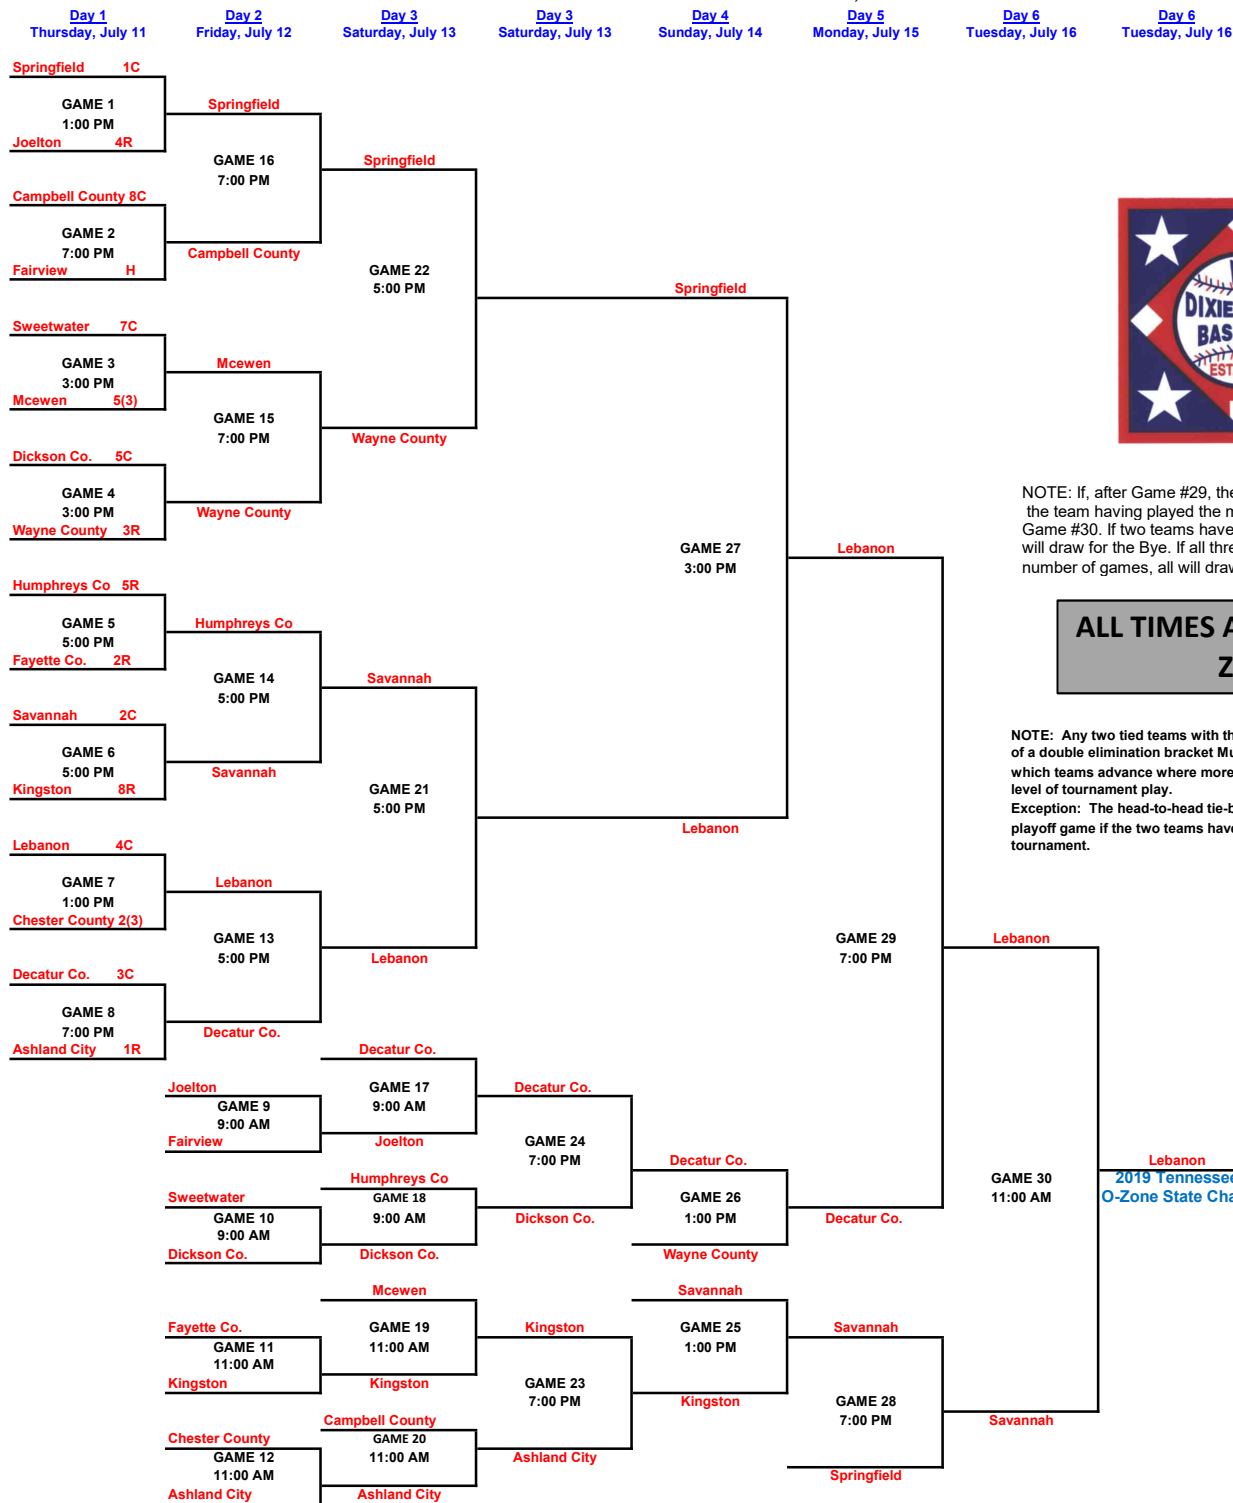 Day 1 Day 2 Day 3 Day 3 Day 4 Day 5 Day 6 Day 6
Thursday, July 11 Friday, July 12 Saturday, July 13 Saturday, July 13 Sunday, July 14 Monday, July 15 Tuesday, July 16 Tuesday, July 16
Springfield 1C
GAME 1
1:00 PM
Joelton 4R
Springfield
GAME 16
7:00 PM
Springfield
Campbell County 8C
GAME 2
7:00 PM
Fairview H
Campbell County
GAME 22
5:00 PM
Springfield
Sweetwater 7C
GAME 3
3:00 PM
Mcewen 5(3)
Mcewen
GAME 15
7:00 PM
Wayne County
Dickson Co. 5C
GAME 4
3:00 PM
Wayne County 3R
Wayne County
DIXIE
BAS
EST
NOTE: If, after Game #29, the
the team having played the
Game #30. If two teams have
will draw for the Bye. If all thre
number of games, all will draw
GAME 27
3:00 PM
Lebanon
Humphreys Co 5R
GAME 5
5:00 PM
Fayette Co. 2R
Humphreys Co
GAME 14
5:00 PM
Savannah
ALL TIMES
Savannah 2C
GAME 6
5:00 PM
Kingston 8R
Savannah
GAME 21
5:00 PM
Lebanon
NOTE: Any two tied teams with
of a double elimination bracket
which teams advance where more
level of tournament play.
Exception: The head-to-head
playoff game if the two teams have
tournament.
Lebanon 4C
GAME 7
1:00 PM
Chester County 2(3)
Lebanon
GAME 13
5:00 PM
Lebanon
GAME 29
7:00 PM
Lebanon
Decatur Co. 3C
GAME 8
7:00 PM
Ashland City 1R
Decatur Co.
Decatur Co.
Joelton
GAME 9
9:00 AM
Fairview
GAME 17
9:00 AM
Joelton
Decatur Co.
GAME 24
7:00 PM
Decatur Co.
Humphreys Co
Sweetwater
GAME 10
9:00 AM
Dickson Co.
GAME 18
9:00 AM
Dickson Co.
Dickson Co.
GAME 26
1:00 PM
Wayne County
Decatur Co.
GAME 30
11:00 AM
Lebanon
2019 Tennessee
O-Zone State
Mcewen
Fayette Co.
GAME 11
11:00 AM
Kingston
GAME 19
11:00 AM
Kingston
Kingston
GAME 23
7:00 PM
Savannah
GAME 25
1:00 PM
Kingston
Savannah
GAME 28
7:00 PM
Springfield
Savannah
Campbell County
Chester County
GAME 12
11:00 AM
Ashland City
GAME 20
11:00 AM
Ashland City
Ashland City